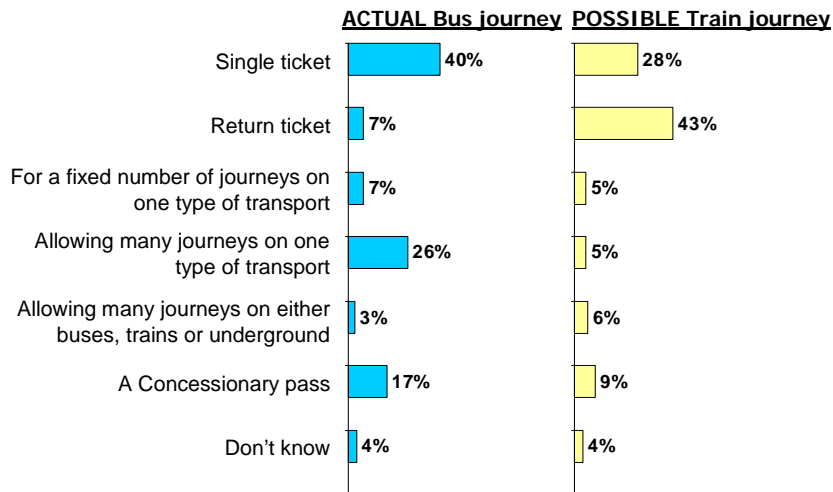 ACTUAL Bus journey POSSIBLE Train journey
Single ticket 40% 28%
Return ticket 7% 43%
For a fixed number of journeys on
one type of transport 7% 5%
Allowing many journeys on one
type of transport 26% 5%
Allowing many journeys on either
buses, trains or underground 3% 6%
A Concessionary pass 17% 9%
Don't know 4% 4%